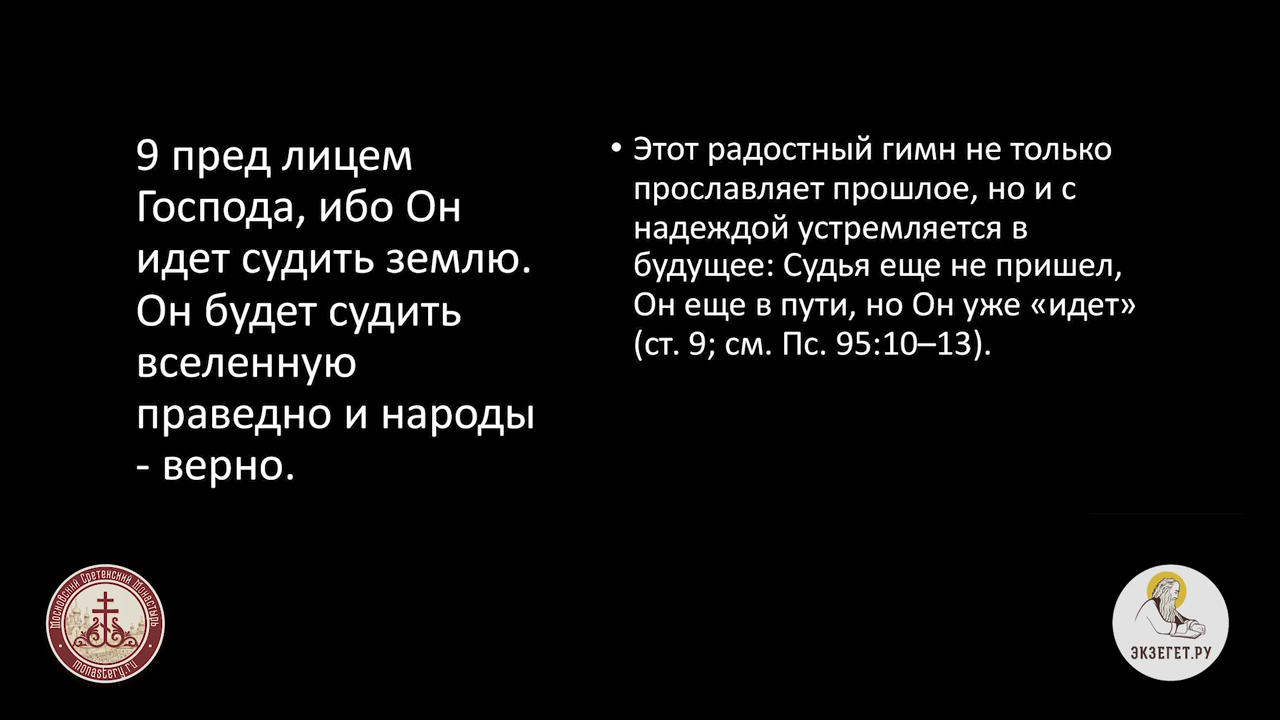 9 пред лицем
Господа, ибо Он
идет судить землю.
Он будет судить
вселенную
праведно и народы
- верно.
• Этот радостный гимн не только
прославляет прошлое, но и с
надеждой устремляется в
будущее: Судья еще не пришел,
Он еще в пути, но Он уже «идет»
(ст. 9; см. Пс. 95:10–13).
Московский Сретенский Монастырь
monastery.ru
ЭКЗЕГЕТ.РУ